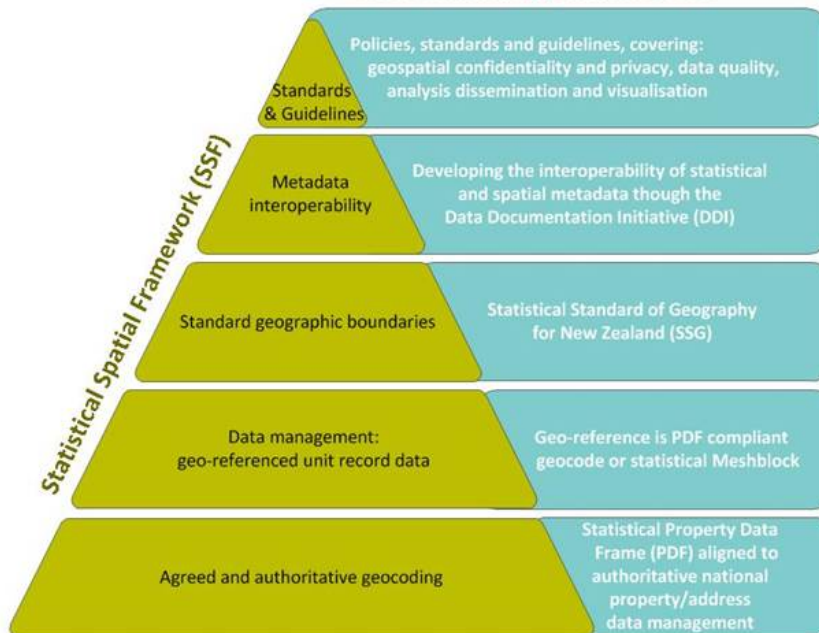 Statistical Spatial Framework (SSF)
Standards
& Guidelines
Policies, standards and guidelines, covering:
geospatial confidentiality and privacy, data quality,
analysis dissemination and visualisation
Metadata
interoperability
Developing the interoperability of statistical
and spatial metadata though the
Data Documentation Initiative (DDI)
Standard geographic boundaries
Statistical Standard of Geography
for New Zealand (SSG)
Data management:
geo-referenced unit record data
Geo-reference is PDF compliant
geocode or statistical Meshblock
Agreed and authoritative geocoding
Statistical Property Data
Frame (PDF) aligned to
authoritative national
property/address
data management